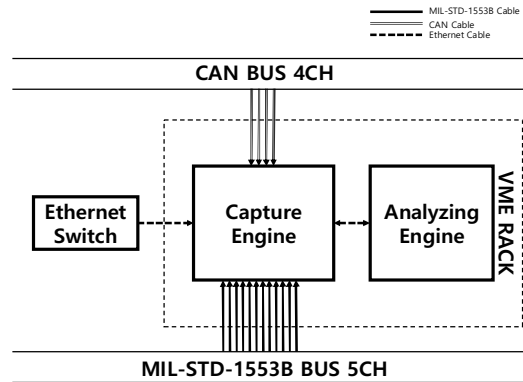 MIL-STD-1553B Cable
CAN Cable
Ethernet Cable
CAN BUS 4CH
Ethernet
Switch
Capture
Engine
Analyzing
Engine
VME RACK
MIL-STD-1553B BUS 5CH